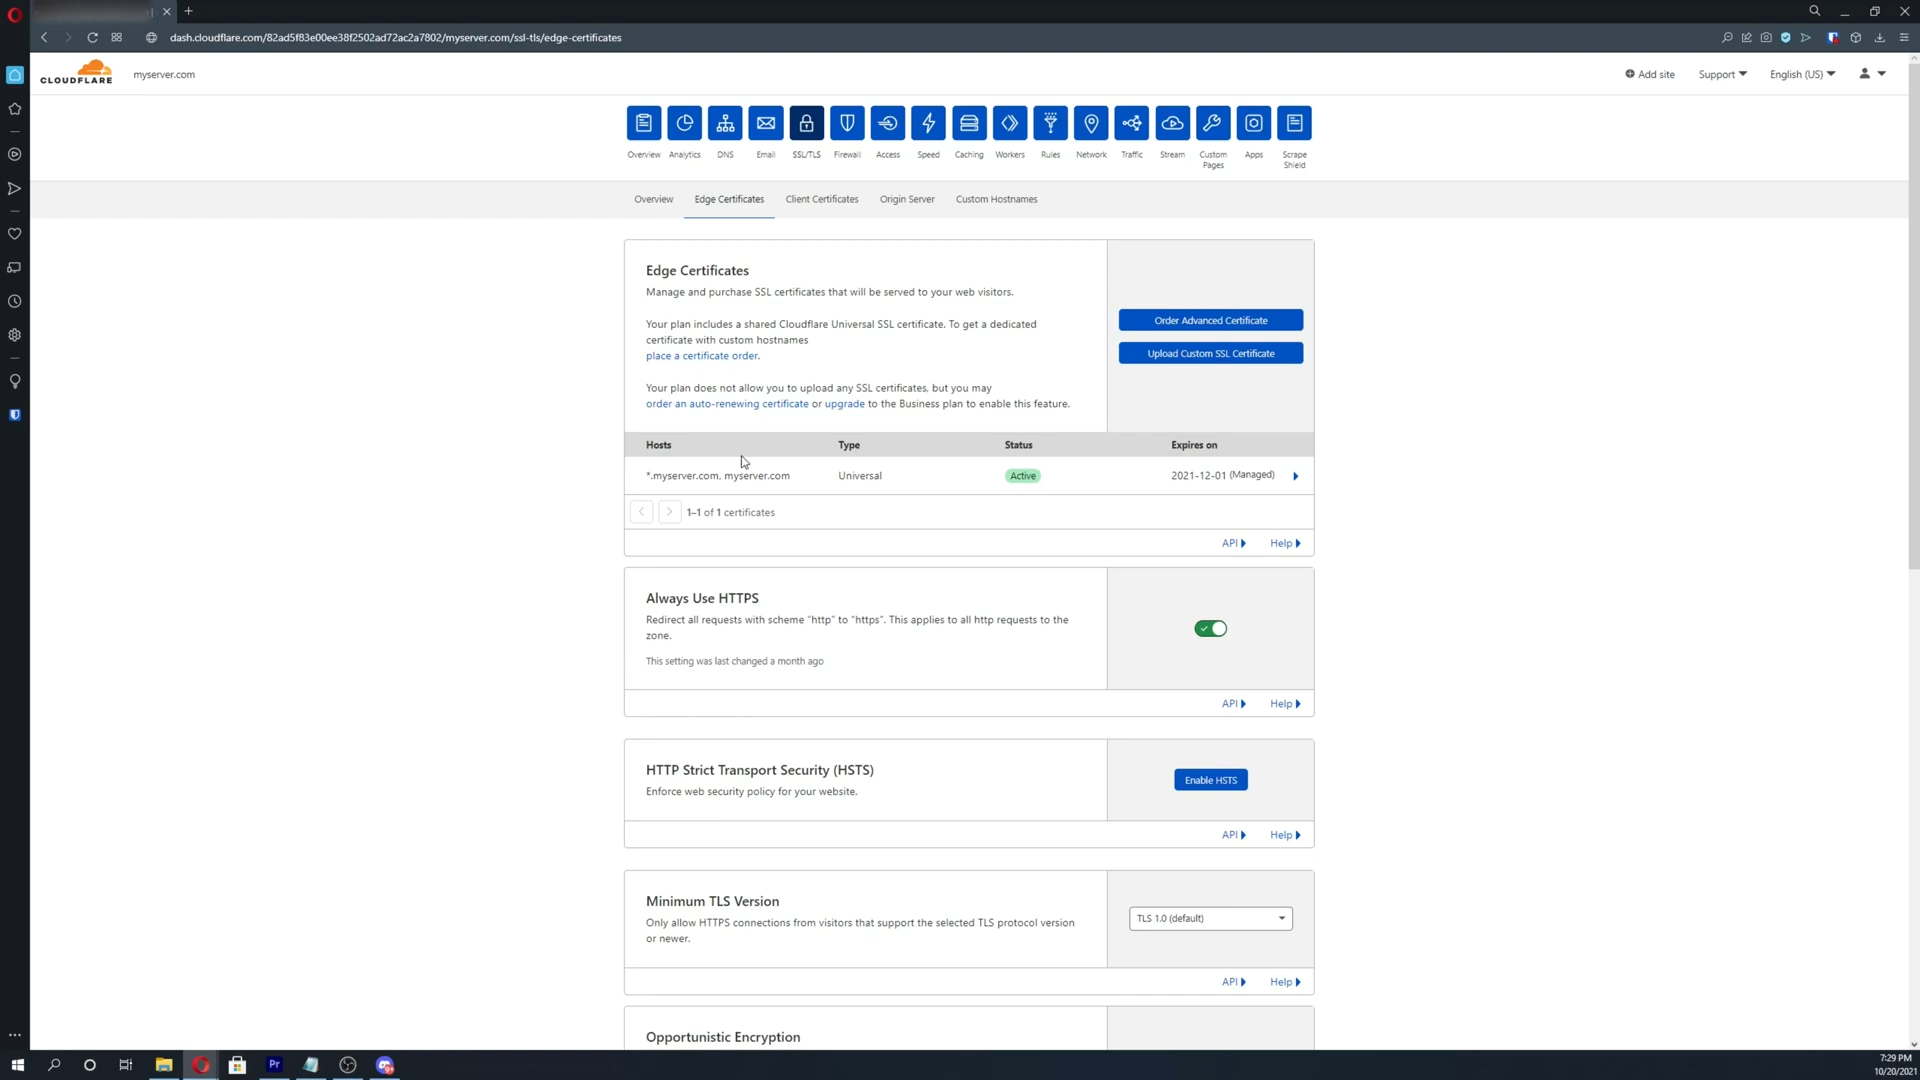 dash.cloudflare.com/82ad5f83e00ee38f2502ad72ac2a7802/myserver.com/ssl-tls/edge-certificates
CLOUDFLARE
myserver.com
Add site
Support
English (US)
Overview
Analytics
DNS
Email
SSL/TLS
Firewall
Access
Speed
Caching
Workers
Rules
Network
Traffic
Stream
Custom
Pages
Apps
Scrape
Shield
Overview
Edge Certificates
Client Certificates
Origin Server
Custom Hostnames
Edge Certificates
Manage and purchase SSL certificates that will be served to your web visitors.
Your plan includes a shared Cloudflare Universal SSL certificate. To get a dedicated
certificate with custom hostnames
place a certificate order.
Your plan does not allow you to upload any SSL certificates, but you may
order an auto-renewing certificate or upgrade to the Business plan to enable this feature.
Order Advanced Certificate
Upload Custom SSL Certificate
Hosts
Type
Status
Expires on
*.myserver.com, myserver.com
Universal
Active
2021-12-01 (Managed)
1–1 of 1 certificates
API
Help
Always Use HTTPS
Redirect all requests with scheme “http” to “https”. This applies to all http requests to the
zone.
This setting was last changed a month ago
API
Help
HTTP Strict Transport Security (HSTS)
Enforce web security policy for your website.
Enable HSTS
API
Help
Minimum TLS Version
Only allow HTTPS connections from visitors that support the selected TLS protocol version
or newer.
TLS 1.0 (default)
API
Help
Opportunistic Encryption
Pr
7:29 PM
10/20/2021